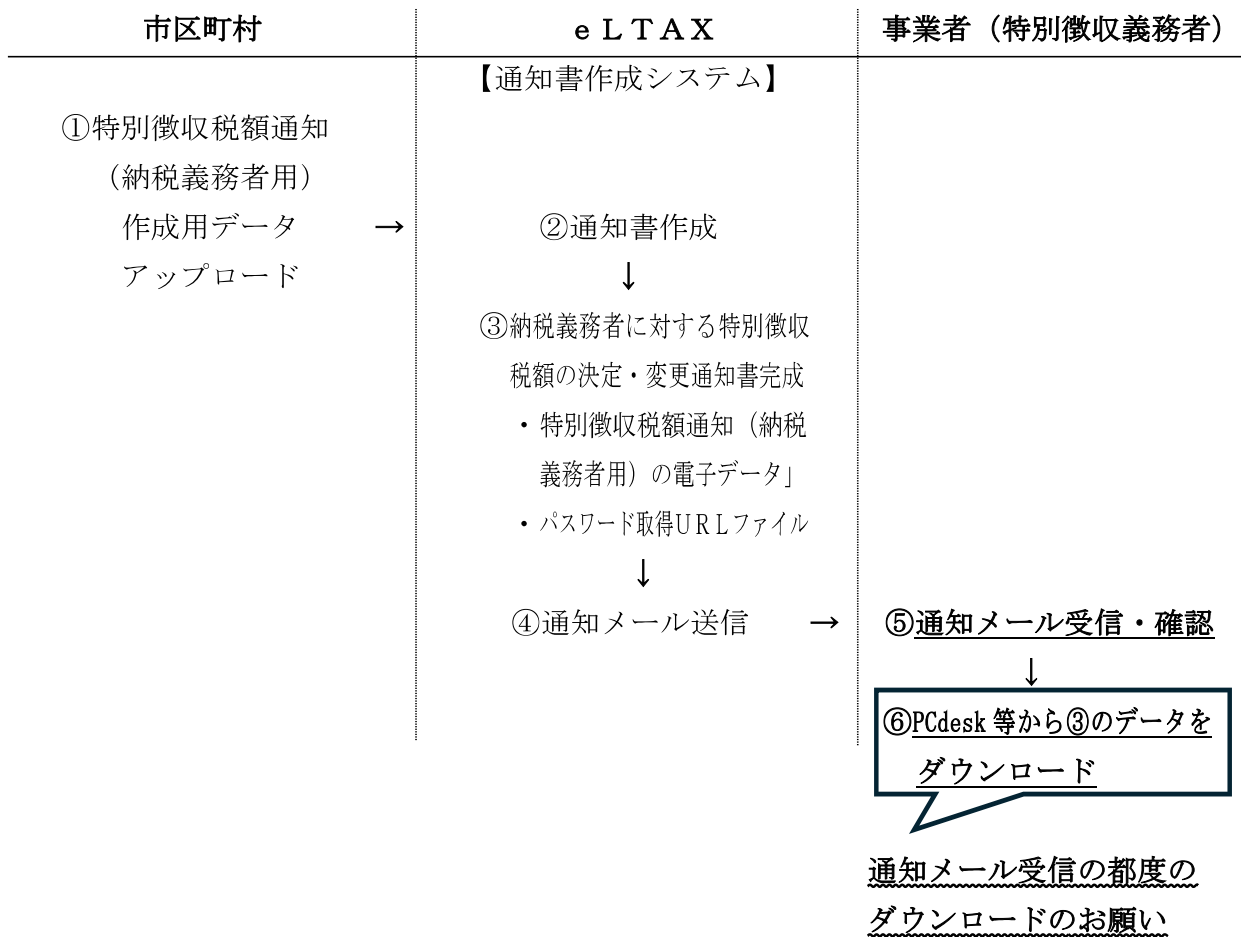 市区町村
ｅＬＴＡＸ
事業者（特別徴収義務者）
【通知書作成システム】
①特別徴収税額通知
（納税義務者用）
作成用データ →
アップロード
②通知書作成
↓
③納税義務者に対する特別徴収
税額の決定・変更通知書完成
・特別徴収税額通知（納税
義務者用）の電子データ」
・パスワード取得ＵＲＬファイル
↓
④通知メール送信 →
⑤通知メール受信・確認
↓
⑥PCdesk 等から③のデータを
ダウンロード
通知メール受信の都度の
ダウンロードのお願い